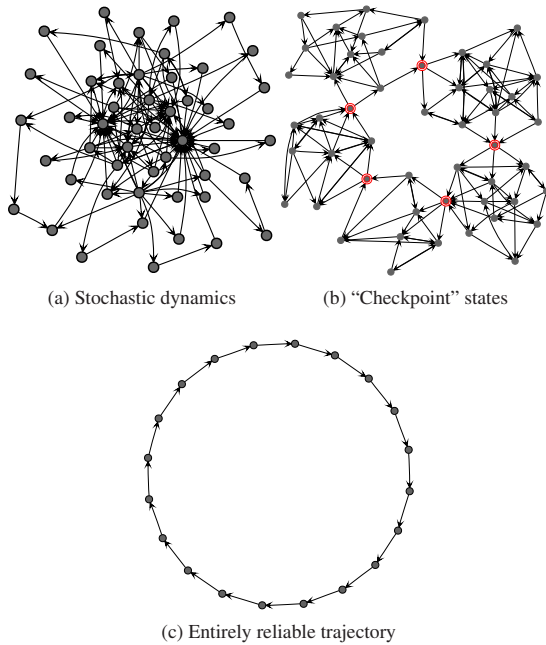 (a) Stochastic dynamics
(b) “Checkpoint” states
(c) Entirely reliable trajectory